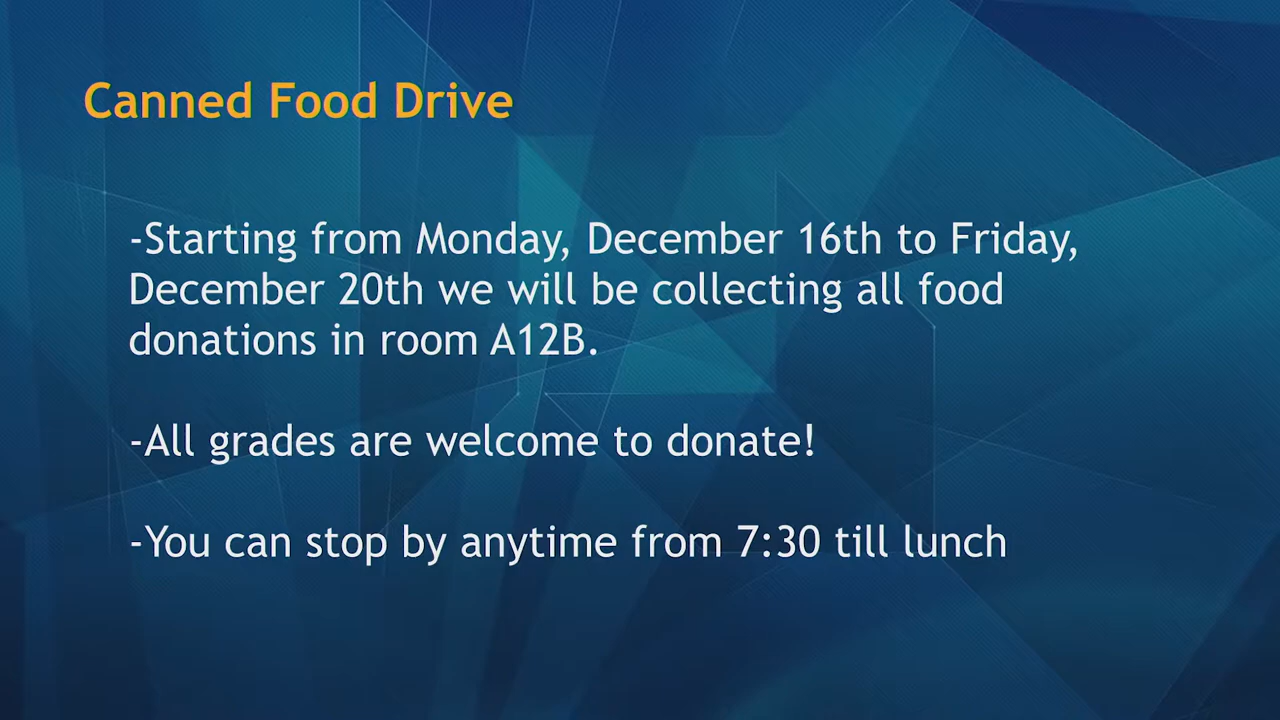 Canned Food Drive
-Starting from Monday, December 16th to Friday,
December 20th we will be collecting all food
donations in room A12B.
-All grades are welcome to donate!
-You can stop by anytime from 7:30 till lunch